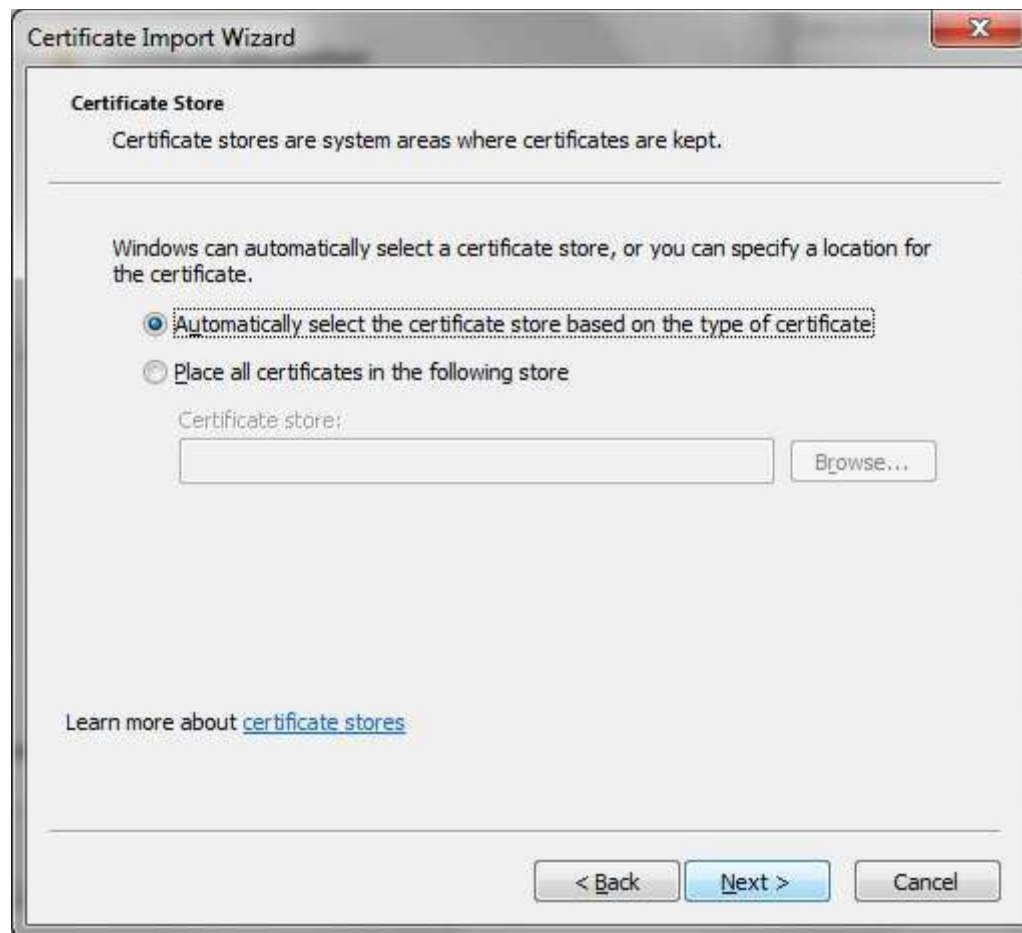 Certificate Import Wizard
Certificate Store
Certificate stores are system areas where certificates are kept.
Windows can automatically select a certificate store, or you can specify a location for
the certificate.
Automatically select the certificate store based on the type of certificate
Place all certificates in the following store
Certificate store:
Browse...
Learn more about certificate stores
< Back
Next >
Cancel